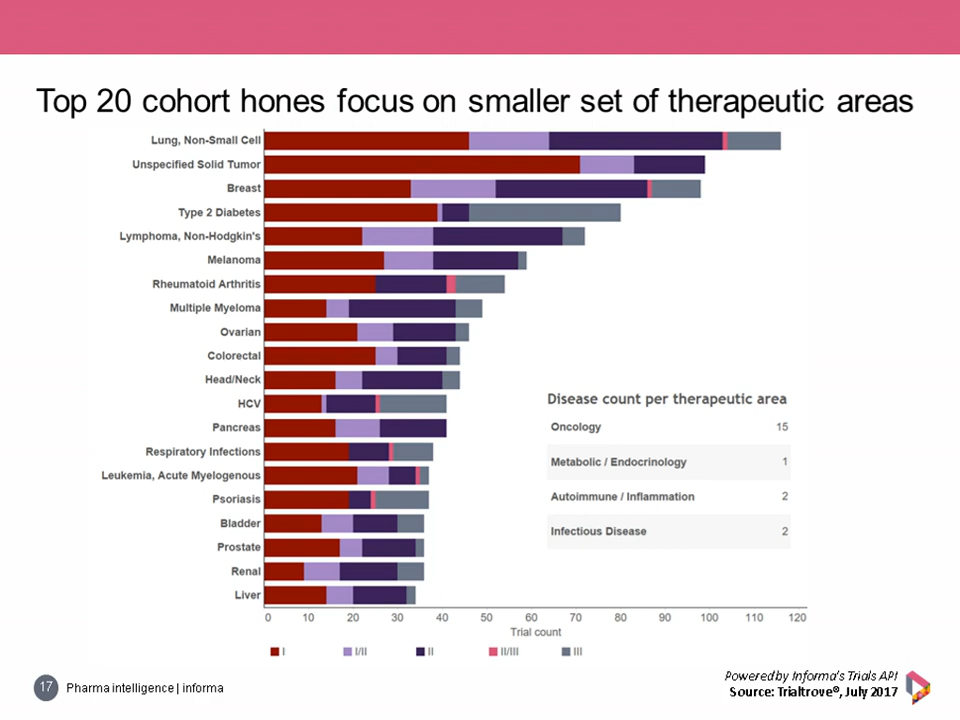 Top 20 cohort hones focus on smaller set of therapeutic areas
Lung, Non-Small Cell
Unspecified Solid Tumor
Breast
Type 2 Diabetes
Lymphoma, Non-Hodgkin's
Melanoma
Rheumatoid Arthritis
Multiple Myeloma
Ovarian
Colorectal
Head/Neck
HCV
Pancreas
Respiratory Infections
Leukemia, Acute Myelogenous
Psoriasis
Bladder
Prostate
Renal
Liver
Disease count per therapeutic area
Oncology 15
Metabolic / Endocrinology 1
Autoimmune / Inflammation 2
Infectious Disease 2
0 10 20 30 40 50 60 70 80 90 100 110 120
Trial count
I I/II II II/III III
17 Pharma intelligence | informa
Powered by Informa's Trials API
Source: Trialtrove®, July 2017